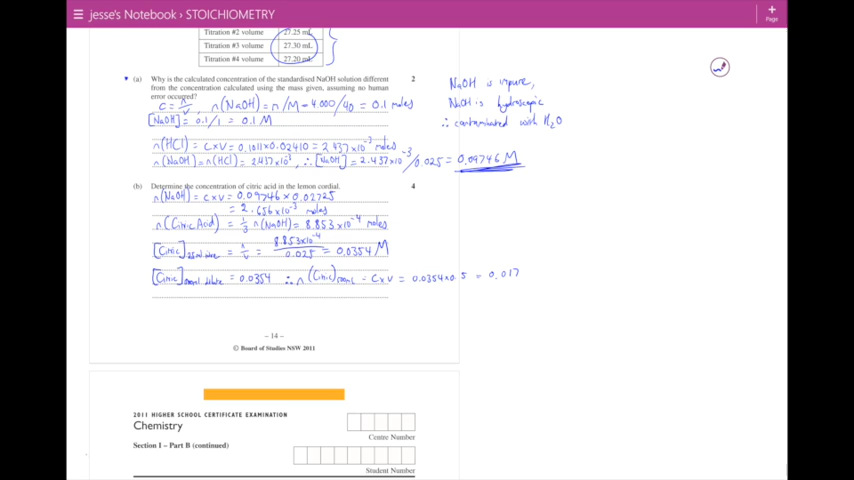 jesse's Notebook › STOICHIOMETRY
Page
Titration #2 volume 27.25 mL
Titration #3 volume 27.30 mL
Titration #4 volume 27.20 mL
(a) Why is the calculated concentration of the standardised NaOH solution different 2
from the concentration calculated using the mass given, assuming no human
error occurred?
c = n/v , n(NaOH) = n/M = 4.000/40 = 0.1 moles
[NaOH] = 0.1/1 = 0.1 M
n(HCl) = C×V = 0.1011×0.02410 = 2.437×10⁻³ moles
n(NaOH) = n(HCl) = 2.437×10³, ∴ [NaOH] = 2.437×10⁻³/0.025 = 0.09746 M
NaOH is impure,
NaOH is hydroscopic
∴ contaminated with H₂O
(b) Determine the concentration of citric acid in the lemon cordial. 4
n(NaOH) = C×V = 0.09746 × 0.02725
= 2.656×10⁻³ moles
n(Citric Acid) = 1/3 n(NaOH) = 8.853×10⁻⁴ moles
[Citric] = n/v = 8.853×10⁻⁴/0.025 = 0.0354 M
[Citric] dilute = 0.0354 ∴ n(Citric) = C×V = 0.0354×0.5 = 0.017
– 14 –
© Board of Studies NSW 2011
2011 HIGHER SCHOOL CERTIFICATE EXAMINATION
Chemistry
Centre Number
Section I – Part B (continued)
Student Number